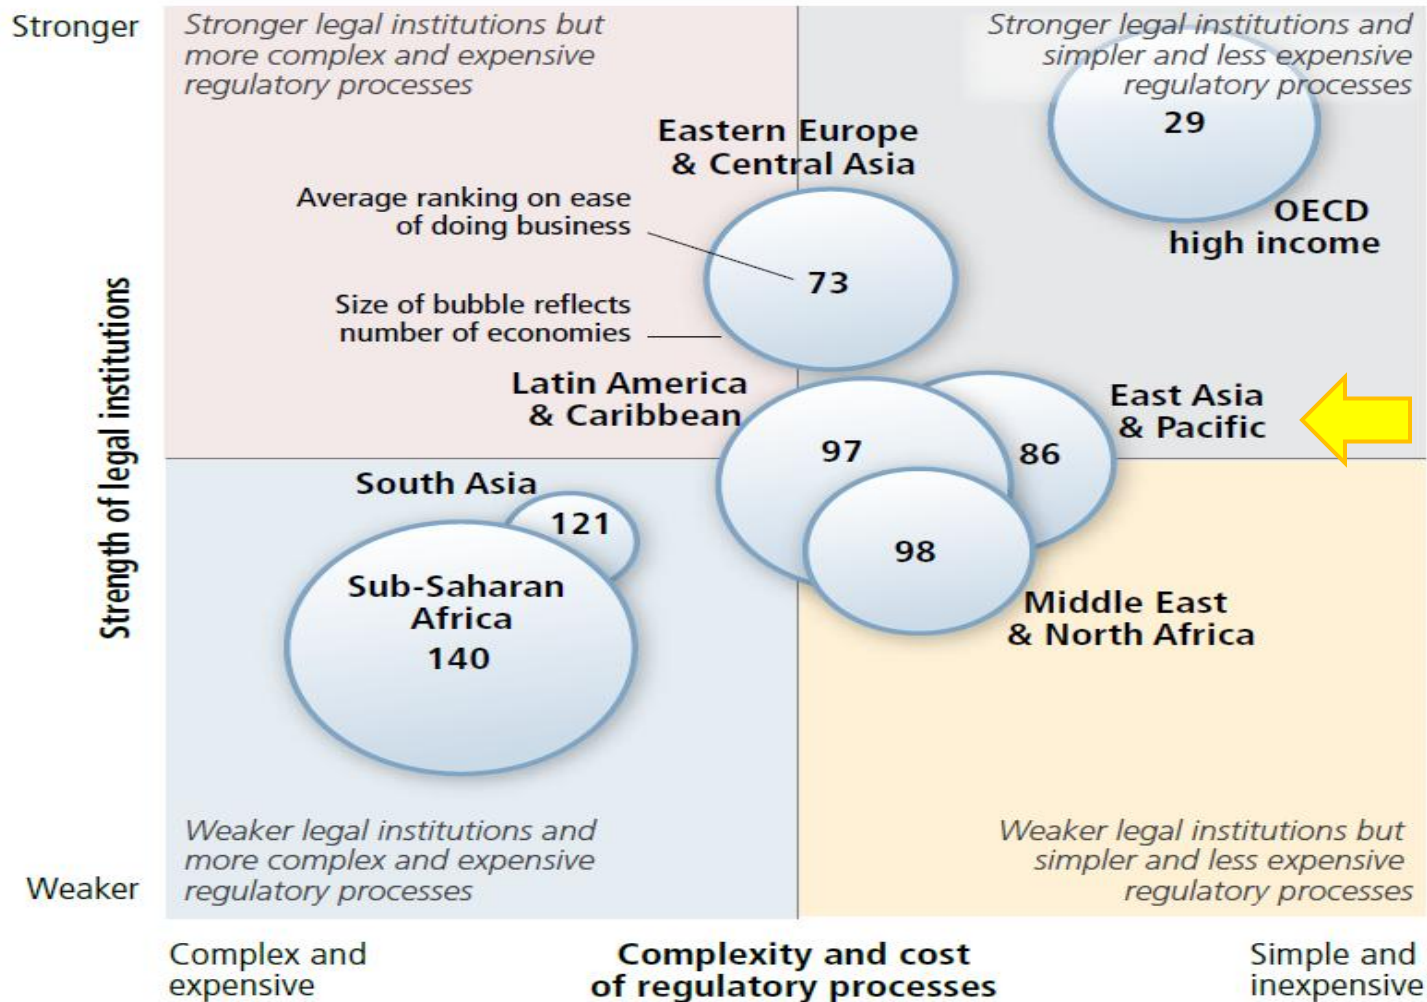 Stronger
Stronger legal institutions but
more complex and expensive
regulatory processes
Stronger legal institutions and
simpler and less expensive
regulatory processes
29
OECD
high income
Eastern Europe
& Central Asia
Average ranking on ease
of doing business
73
Size of bubble reflects
number of economies
Latin America
& Caribbean
97
86
East Asia
& Pacific
Strength of legal institutions
South Asia
121
98
Sub-Saharan
Africa
140
Middle East
& North Africa
Weaker legal institutions and
more complex and expensive
regulatory processes
Weaker legal institutions but
simpler and less expensive
regulatory processes
Weaker
Complex and
expensive
Complexity and cost
of regulatory processes
Simple and
inexpensive